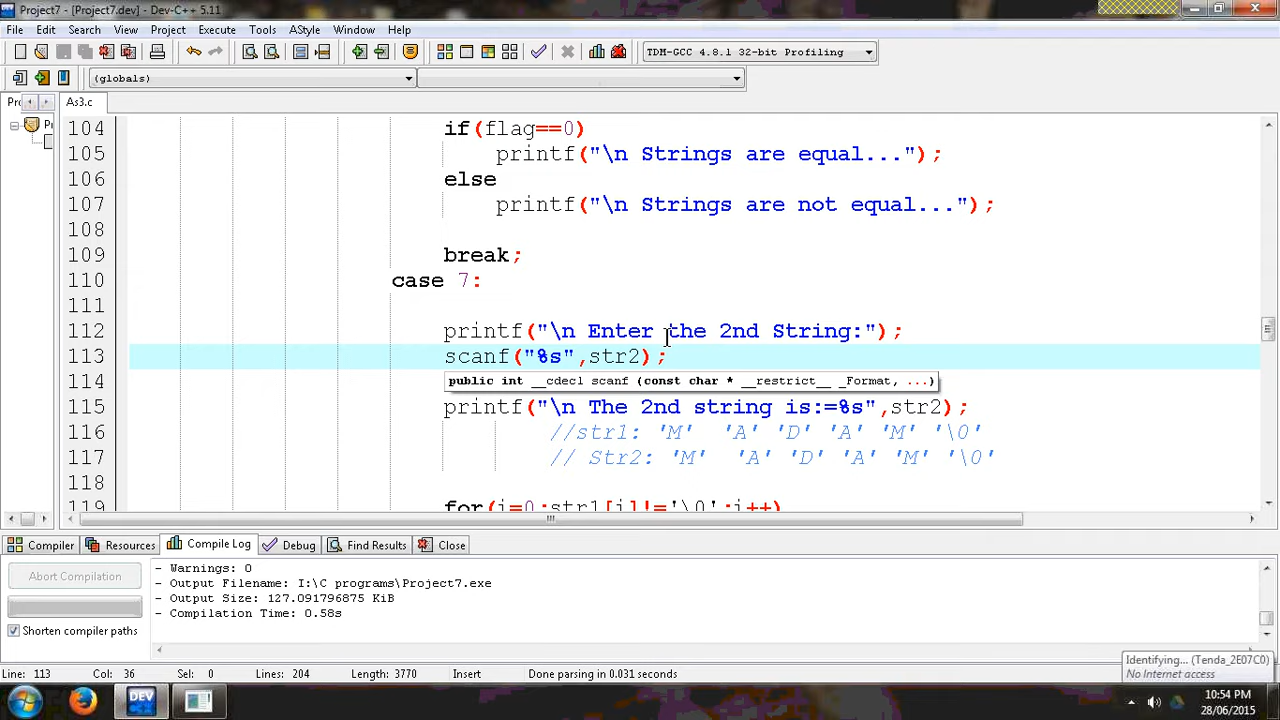 Project7 - [Project7.dev] - Dev-C++ 5.11
File Edit Search View Project Execute Tools AStyle Window Help
TDM-GCC 4.8.1 32-bit Profiling
(globals)
Pr As3.c
104 if(flag==0)
105 printf("\n Strings are equal...");
106 else
107 printf("\n Strings are not equal...");
108
109 break;
110 case 7:
111
112 printf("\n Enter the 2nd String:");
113 scanf("%s",str2);
114 public int __cdecl scanf (const char * __restrict__ _Format, ...)
115 printf("\n The 2nd string is:=%s",str2);
116 //str1: 'M' 'A' 'D' 'A' 'M' '\0'
117 // Str2: 'M' 'A' 'D' 'A' 'M' '\0'
118
119 for(i=0;str1[i]!='\0';i++)
Compiler Resources Compile Log Debug Find Results Close
Abort Compilation
Shorten compiler paths
- Warnings: 0
- Output Filename: I:\C programs\Project7.exe
- Output Size: 127.091796875 KiB
- Compilation Time: 0.58s
Line: 113 Col: 36 Sel: 0 Lines: 204 Length: 3770 Insert Done parsing in 0.031 seconds
Identifying... (Tenda_2E07C0)
No Internet access
DEV
10:54 PM
28/06/2015